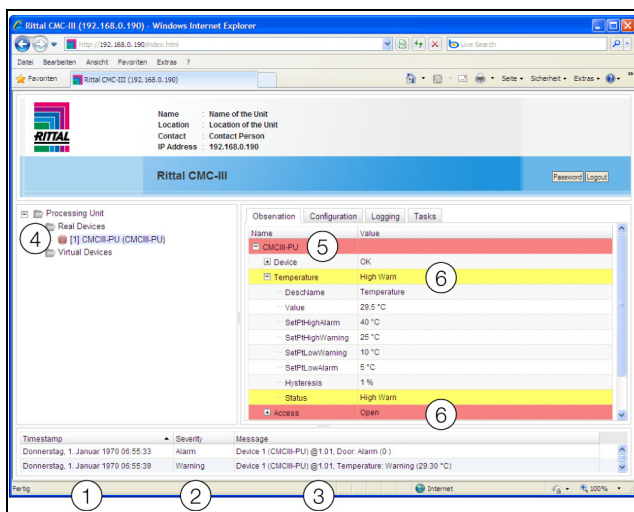 Rittal CMC-III (192.168.0.190) - Windows Internet Explorer
http://192.168.0.190/index.html
Live Search
Datei Bearbeiten Ansicht Favoriten Extras ?
Favoriten Rittal CMC-III (192.168.0.190) Seite Sicherheit Extras
RITTAL
Name : Name of the Unit
Location : Location of the Unit
Contact : Contact Person
IP Address : 192.168.0.190
Rittal CMC-III
Password Logout
Processing Unit
Real Devices
4
[1] CMCIII-PU (CMCIII-PU)
Virtual Devices
Observation Configuration Logging Tasks
Name Value
CMCIII-PU 5
Device OK
Temperature High Warn 6
DescName Temperature
Value 29,5 °C
SetPtHighAlarm 40 °C
SetPtHighWarning 25 °C
SetPtLowWarning 10 °C
SetPtLowAlarm 5 °C
Hysteresis 1 %
Status High Warn
Access Open 6
Timestamp Severity Message
Donnerstag, 1. Januar 1970 06:55:33 Alarm Device 1 (CMCIII-PU) @1.01, Door: Alarm (0 )
Donnerstag, 1. Januar 1970 06:55:39 Warning Device 1 (CMCIII-PU) @1.01, Temperature: Warning (29.30 °C)
Fertig Internet 100%
1 2 3